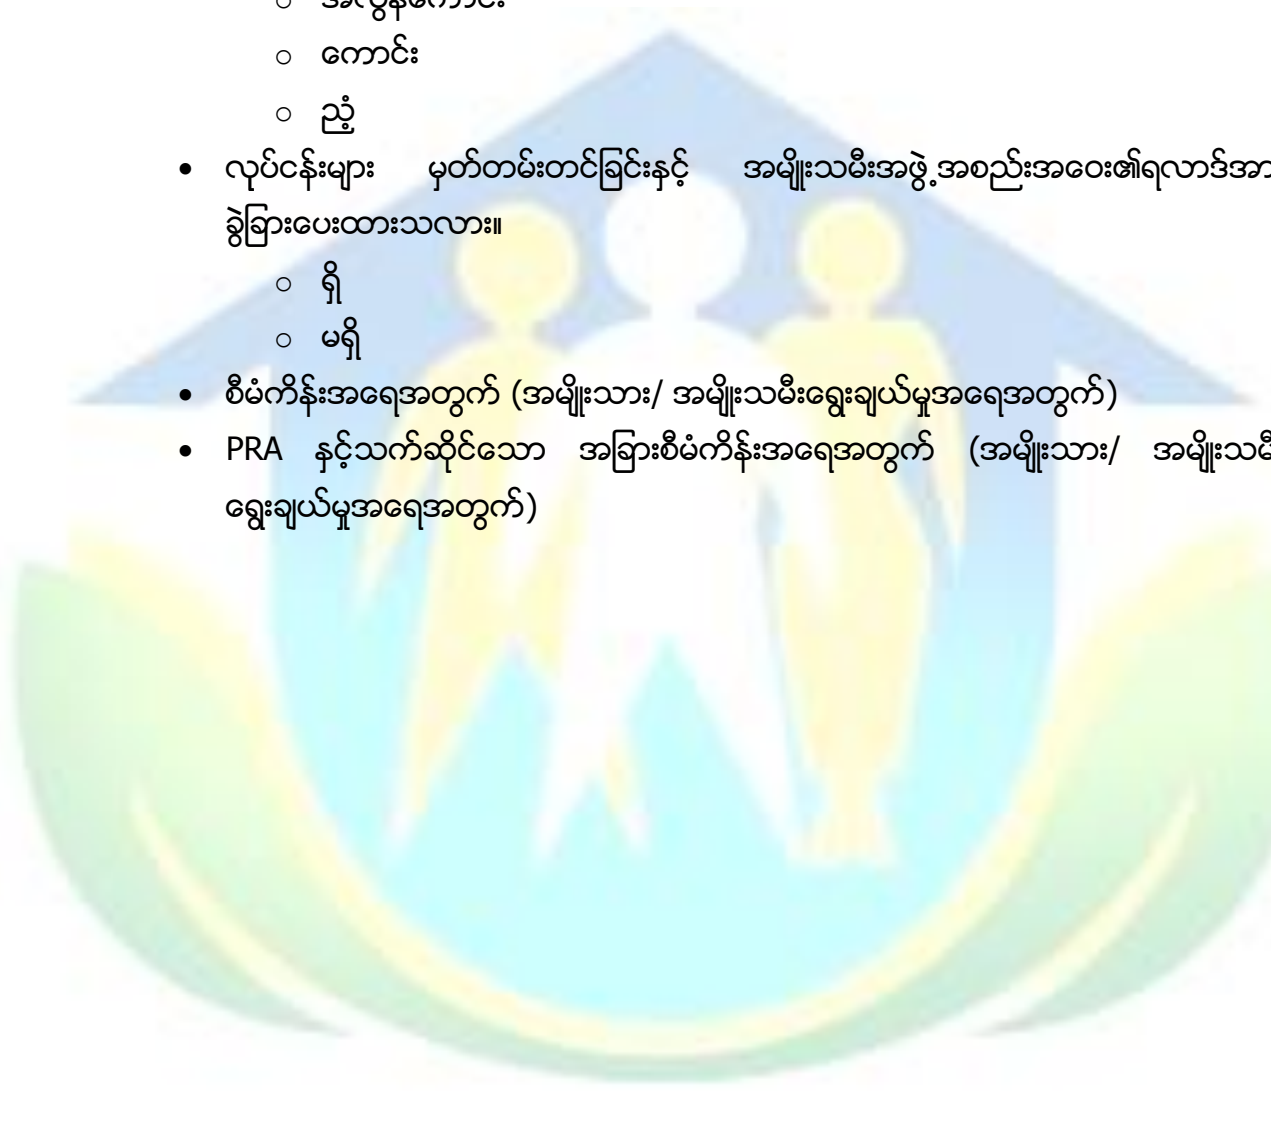 o ကောင်း
o ညံ့
• လုပ်ငန်းများ မှတ်တမ်းတင်ခြင်းနှင့် အမျိုးသမီးအဖွဲ့အစည်းအဝေး၏ရလာဒ်အား
ခွဲခြားပေးထားသလား။
o ရှိ
o မရှိ
• စီမံကိန်းအရေအတွက် (အမျိုးသား/ အမျိုးသမီးရွေးချယ်မှုအရေအတွက်)
• PRA နှင့်သက်ဆိုင်သော အခြားစီမံကိန်းအရေအတွက် (အမျိုးသား/
ရွေးချယ်မှုအရေအတွက်)